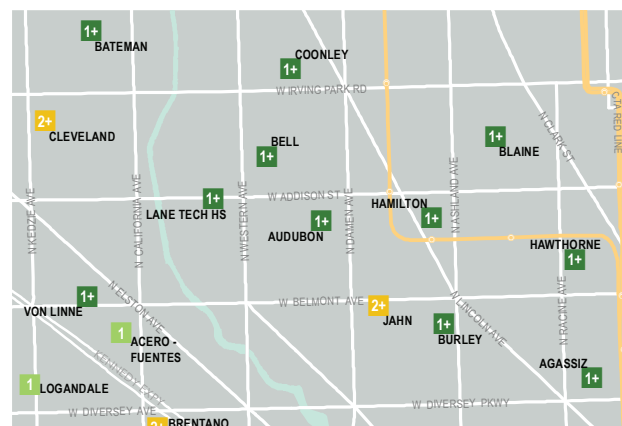 1+
BATEMAN
COONLEY
1+
W IRVING PARK RD
CTA RED LINE
2+
CLEVELAND
BELL
1+
1+
BLAINE
N CLARK ST
N KEDZIE AVE
N CALIFORNIA AVE
N WESTERN AVE
N DAMEN AVE
N ASHLAND AVE
1+
LANE TECH HS
W ADDISON ST
HAMILTON
1+
1+
AUDUBON
HAWTHORNE
1+
VON LINNE
1+
N ELSTON AVE
W BELMONT AVE
2+
JAHN
N LINCOLN AVE
N RACINE AVE
1
ACERO -
FUENTES
1+
BURLEY
KENNEDY EXPY
1
LOGANDALE
AGASSIZ
1+
W DIVERSEY AVE
W DIVERSEY PKWY
2+
BRENTANO